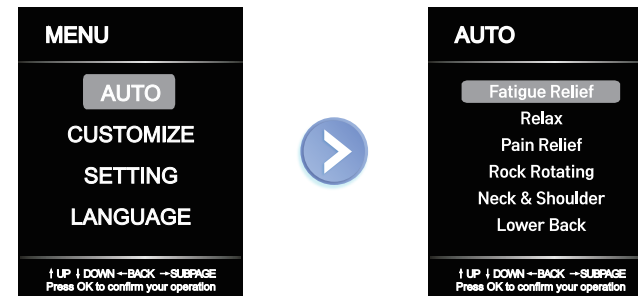 MENU
AUTO
CUSTOMIZE
SETTING
LANGUAGE
↑ UP ↓ DOWN ←BACK →SUBPAGE
Press OK to confirm your operation
AUTO
Fatigue Relief
Relax
Pain Relief
Rock Rotating
Neck & Shoulder
Lower Back
↑ UP ↓ DOWN ←BACK →SUBPAGE
Press OK to confirm your operation